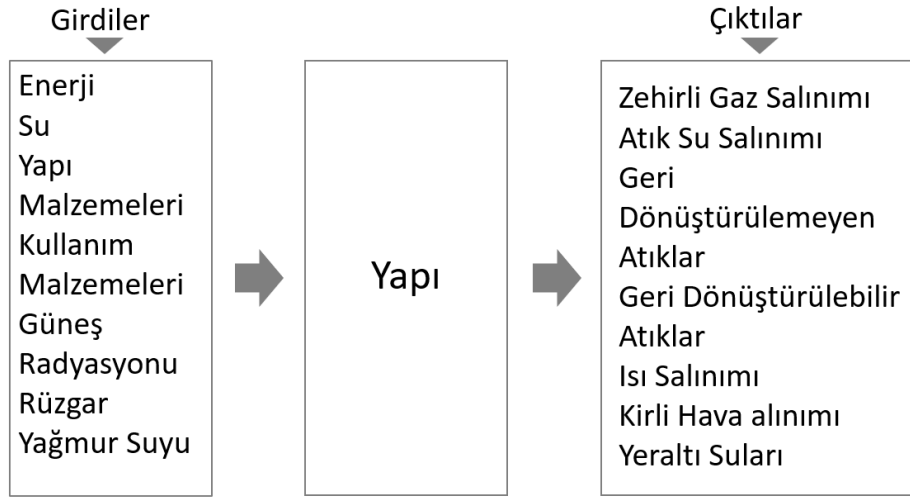 Girdiler
Enerji
Su
Yapı
Malzemeleri
Kullanım
Malzemeleri
Güneş
Radyasyonu
Rüzgar
Yağmur Suyu
Yapı
Çıktılar
Zehirli Gaz Salınımı
Atık Su Salınımı
Geri
Dönüştürülemeyen
Atıklar
Geri Dönüştürülebilir
Atıklar
Isı Salınımı
Kirli Hava alınımı
Yeraltı Suları